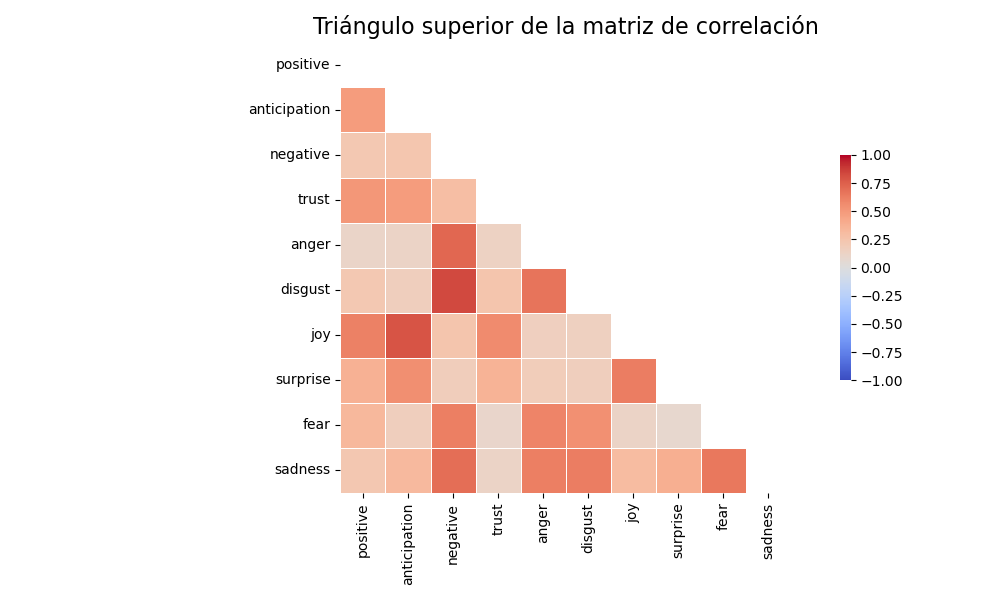 Triángulo superior de la matriz de correlación
positive
anticipation
negative
trust
anger
disgust
joy
surprise
fear
sadness
1.00
0.75
0.50
0.25
0.00
−0.25
−0.50
−0.75
−1.00
positive
anticipation
negative
trust
anger
disgust
joy
surprise
fear
sadness